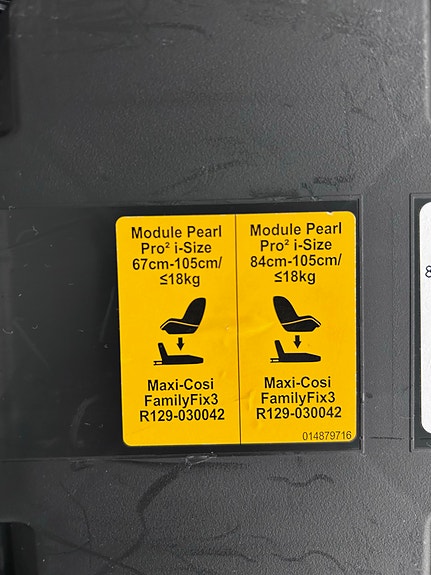 Module Pearl
Pro² i-Size
67cm-105cm/
≤18kg
Maxi-Cosi
FamilyFix3
R129-030042
Module Pearl
Pro² i-Size
84cm-105cm/
≤18kg
Maxi-Cosi
FamilyFix3
R129-030042
014879716
8